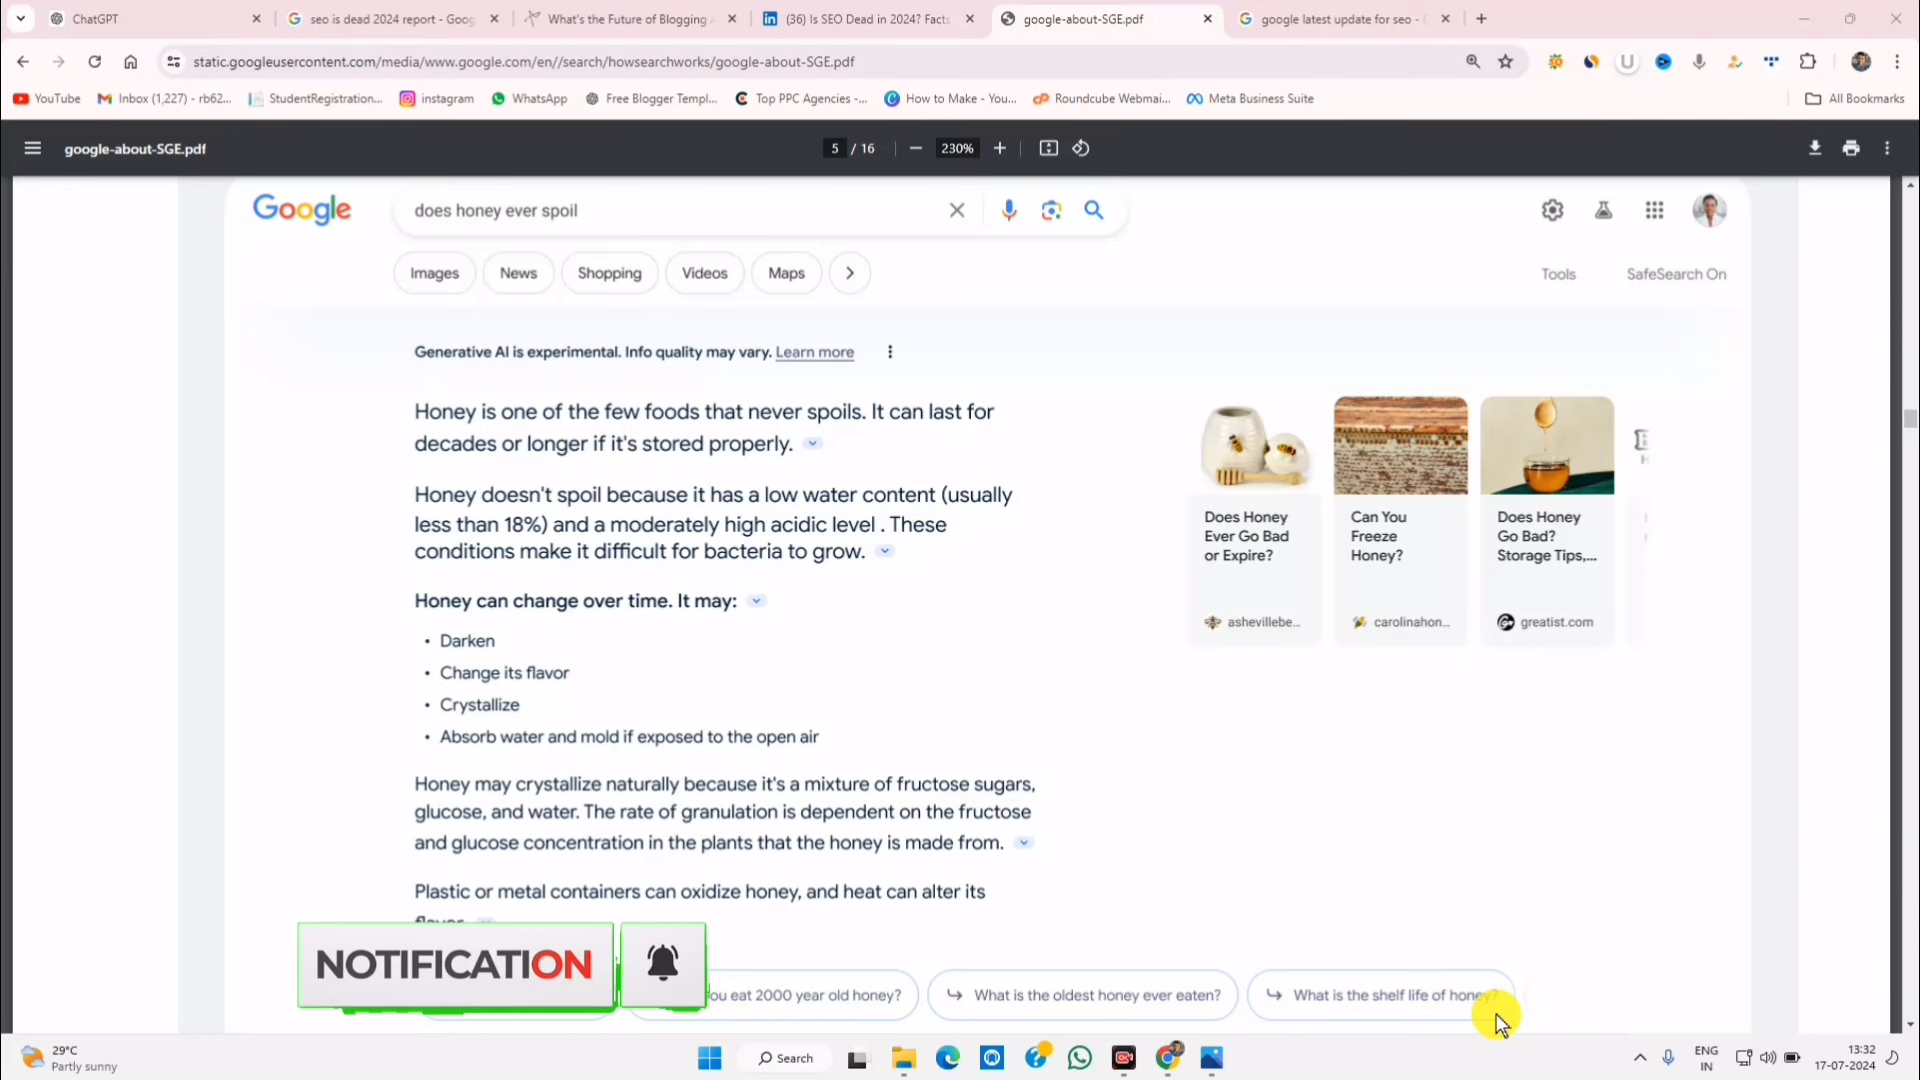 ChatGPT
seo is dead 2024 report - Goog
What's the Future of Blogging
(36) Is SEO Dead in 2024? Facts
google-about-SGE.pdf
google latest update for seo -
static.googleusercontent.com/media/www.google.com/en//search/howsearchworks/google-about-SGE.pdf
YouTube
Inbox (1,227) - rb62...
StudentRegistration...
instagram
WhatsApp
Free Blogger Templ...
Top PPC Agencies -...
How to Make - You...
Roundcube Webmai...
Meta Business Suite
All Bookmarks
google-about-SGE.pdf
5 / 16
230%
Google
does honey ever spoil
Images
News
Shopping
Videos
Maps
Tools
SafeSearch On
Generative AI is experimental. Info quality may vary. Learn more
Honey is one of the few foods that never spoils. It can last for
decades or longer if it's stored properly.
Honey doesn't spoil because it has a low water content (usually
less than 18%) and a moderately high acidic level . These
conditions make it difficult for bacteria to grow.
Honey can change over time. It may:
• Darken
• Change its flavor
• Crystallize
• Absorb water and mold if exposed to the open air
Honey may crystallize naturally because it's a mixture of fructose sugars,
glucose, and water. The rate of granulation is dependent on the fructose
and glucose concentration in the plants that the honey is made from.
Plastic or metal containers can oxidize honey, and heat can alter its
Does Honey
Ever Go Bad
or Expire?
ashevillebe...
Can You
Freeze
Honey?
carolinahon...
Does Honey
Go Bad?
Storage Tips,...
greatist.com
NOTIFICATION
ou eat 2000 year old honey?
What is the oldest honey ever eaten?
What is the shelf life of honey?
29°C
Partly sunny
Search
ENG
IN
13:32
17-07-2024